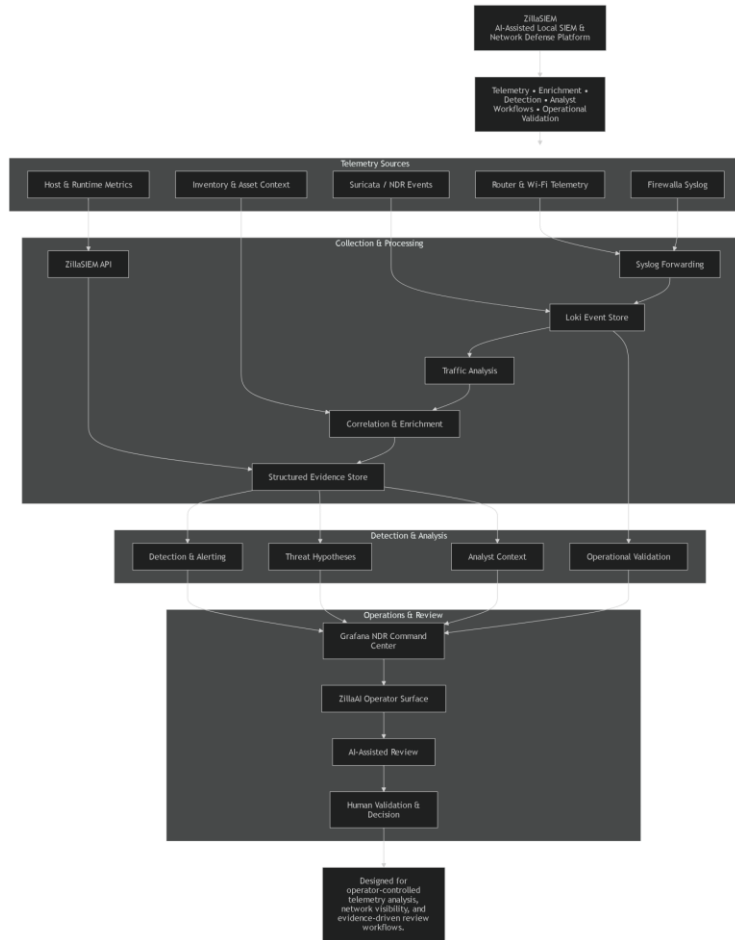 ZillaSIEM
AI-Assisted Local SIEM &
Network Defense Platform
Telemetry • Enrichment •
Detection • Analyst
Workflows • Operational
Validation
Telemetry Sources
Host & Runtime Metrics
Inventory & Asset Context
Suricata / NDR Events
Router & Wi-Fi Telemetry
Firewalla Syslog
Collection & Processing
ZillaSIEM API
Syslog Forwarding
Loki Event Store
Traffic Analysis
Correlation & Enrichment
Structured Evidence Store
Detection & Analysis
Detection & Alerting
Threat Hypotheses
Analyst Context
Operational Validation
Operations & Review
Grafana NDR Command
Center
ZillaAI Operator Surface
AI-Assisted Review
Human Validation &
Decision
Designed for
operator-controlled
telemetry analysis,
network visibility, and
evidence-driven review
workflows.